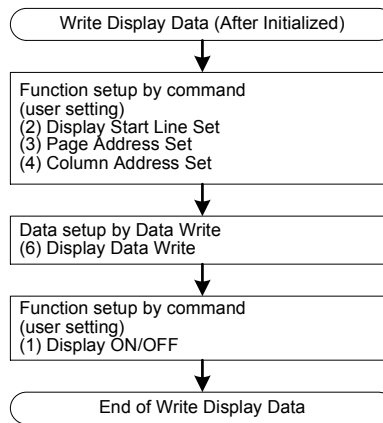 Write Display Data (After Initialized)
Function setup by command
(user setting)
(2) Display Start Line Set
(3) Page Address Set
(4) Column Address Set
Data setup by Data Write
(6) Display Data Write
Function setup by command
(user setting)
(1) Display ON/OFF
End of Write Display Data